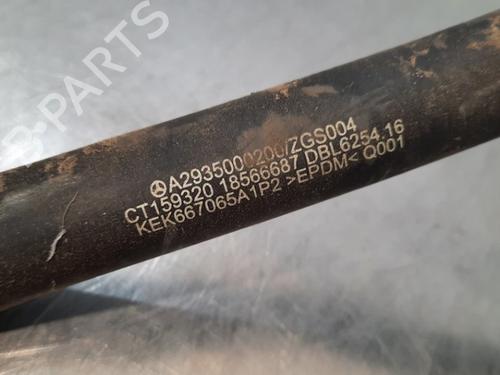 PARTS
A2935000200/ZGS004
CT159320 18566687 DBL6254.16
KEK667065A1P2 >EPDM< Q001